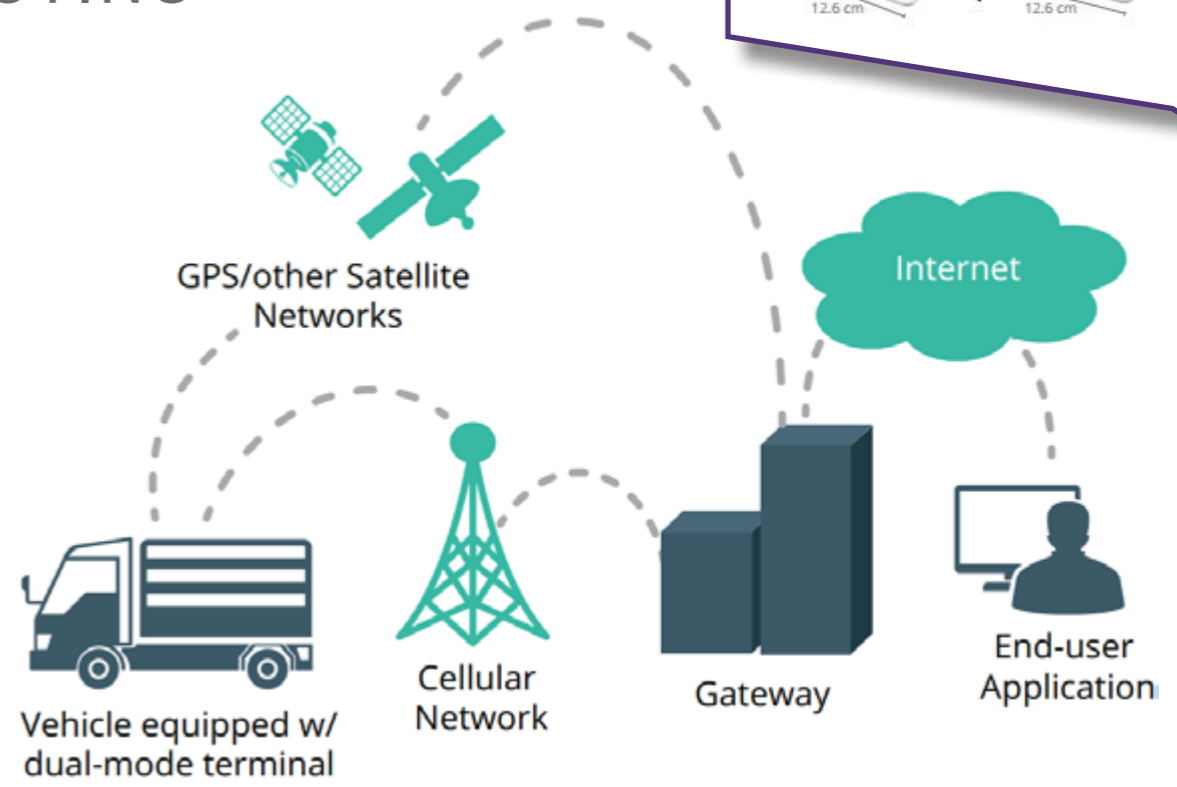 12.6 cm
12.6 cm
GPS/other Satellite
Networks
Internet
Cellular
Network
Gateway
End-user
Application
Vehicle equipped w/
dual-mode terminal